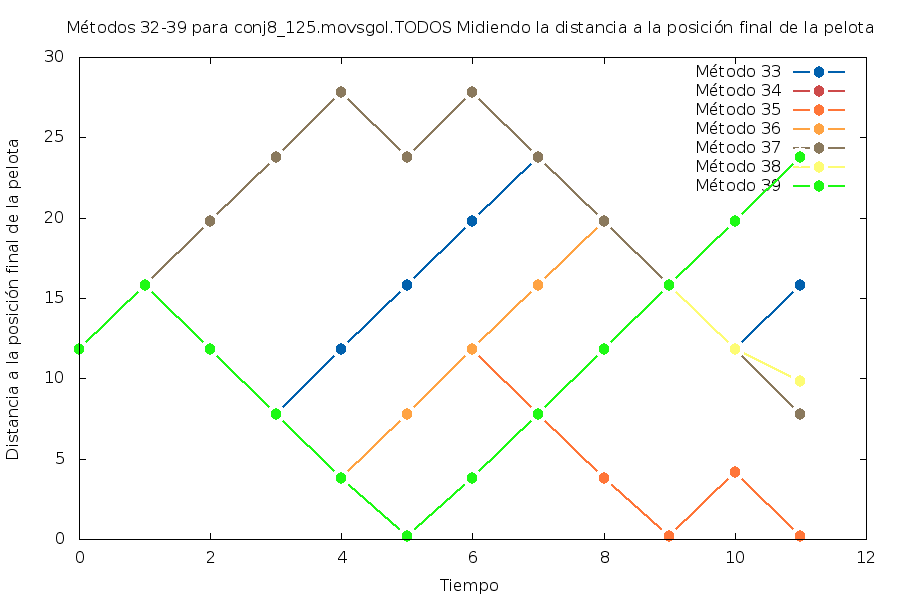 Métodos 32-39 para conj8_125.movsgol.TODOS Midiendo la distancia a la posición final de la pelota
30
25
20
15
10
5
0
Distancia a la posición final de la pelota
Método 33
Método 34
Método 35
Método 36
Método 37
Método 38
Método 39
0 2 4 6 8 10 12
Tiempo